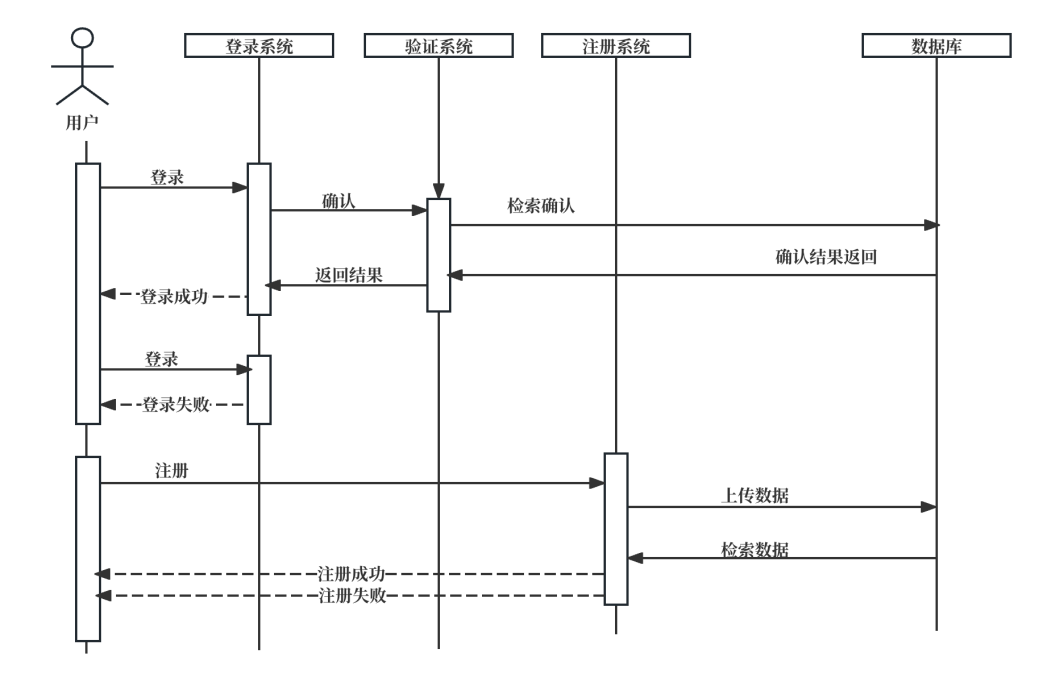 登录系统
验证系统
注册系统
数据库
用户
登录
确认
检索确认
确认结果返回
返回结果
登录成功
登录
登录失败
注册
上传数据
检索数据
注册成功
注册失败